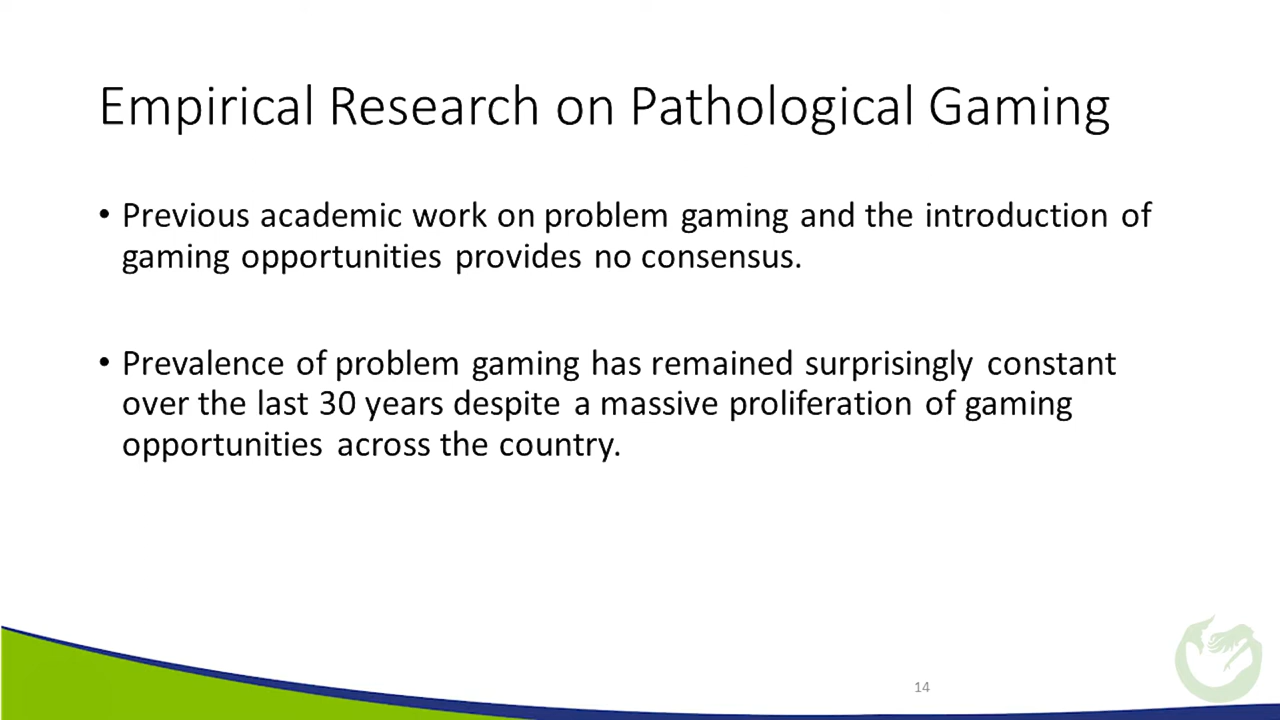 Empirical Research on Pathological Gaming
• Previous academic work on problem gaming and the introduction of
gaming opportunities provides no consensus.
• Prevalence of problem gaming has remained surprisingly constant
over the last 30 years despite a massive proliferation of gaming
opportunities across the country.
14